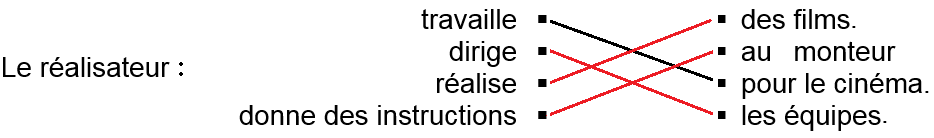 travaille ▪ ▪ des films.
dirige ▪ ▪ au monteur
Le réalisateur :
réalise ▪ ▪ pour le cinéma.
donne des instructions ▪ ▪ les équipes.